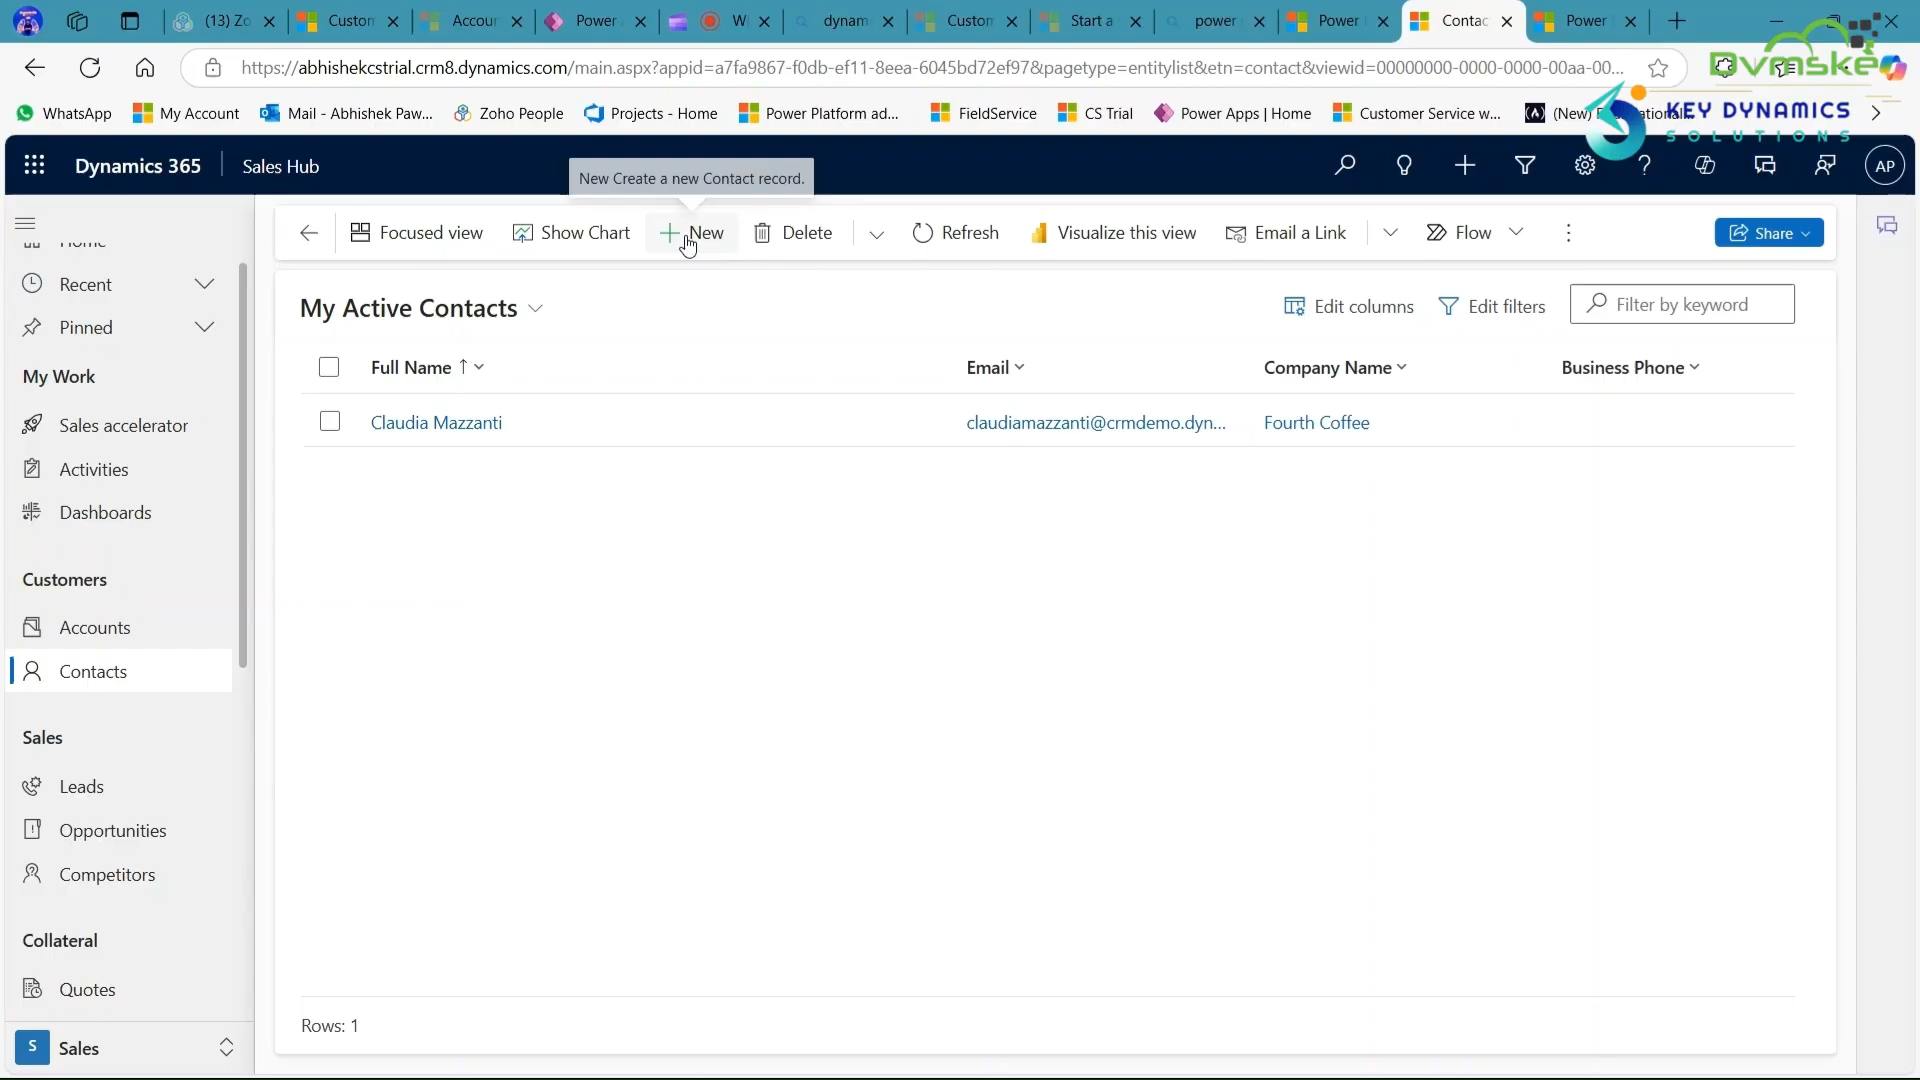 (13) Zo
Custom
Accour
Power
W
dynam
Custom
Start a
power
Power
Contac
Power
https://abhishekcstrial.crm8.dynamics.com/main.aspx?appid=a7fa9867-f0db-ef11-8eea-6045bd72ef97&pagetype=entitylist&etn=contact&viewid=00000000-0000-0000-00aa-00...
WhatsApp
My Account
Mail - Abhishek Paw...
Zoho People
Projects - Home
Power Platform ad...
FieldService
CS Trial
Power Apps | Home
Customer Service w...
(New)
KEY DYNAMICS
SOLUTIONS
Dynamics 365
Sales Hub
AP
New Create a new Contact record.
Focused view
Show Chart
New
Delete
Refresh
Visualize this view
Email a Link
Flow
Share
Home
Recent
Pinned
My Work
Sales accelerator
Activities
Dashboards
Customers
Accounts
Contacts
Sales
Leads
Opportunities
Competitors
Collateral
Quotes
S
Sales
My Active Contacts
Edit columns
Edit filters
Filter by keyword
Full Name
Email
Company Name
Business Phone
Claudia Mazzanti
claudiamazzanti@crmdemo.dyn...
Fourth Coffee
Rows: 1